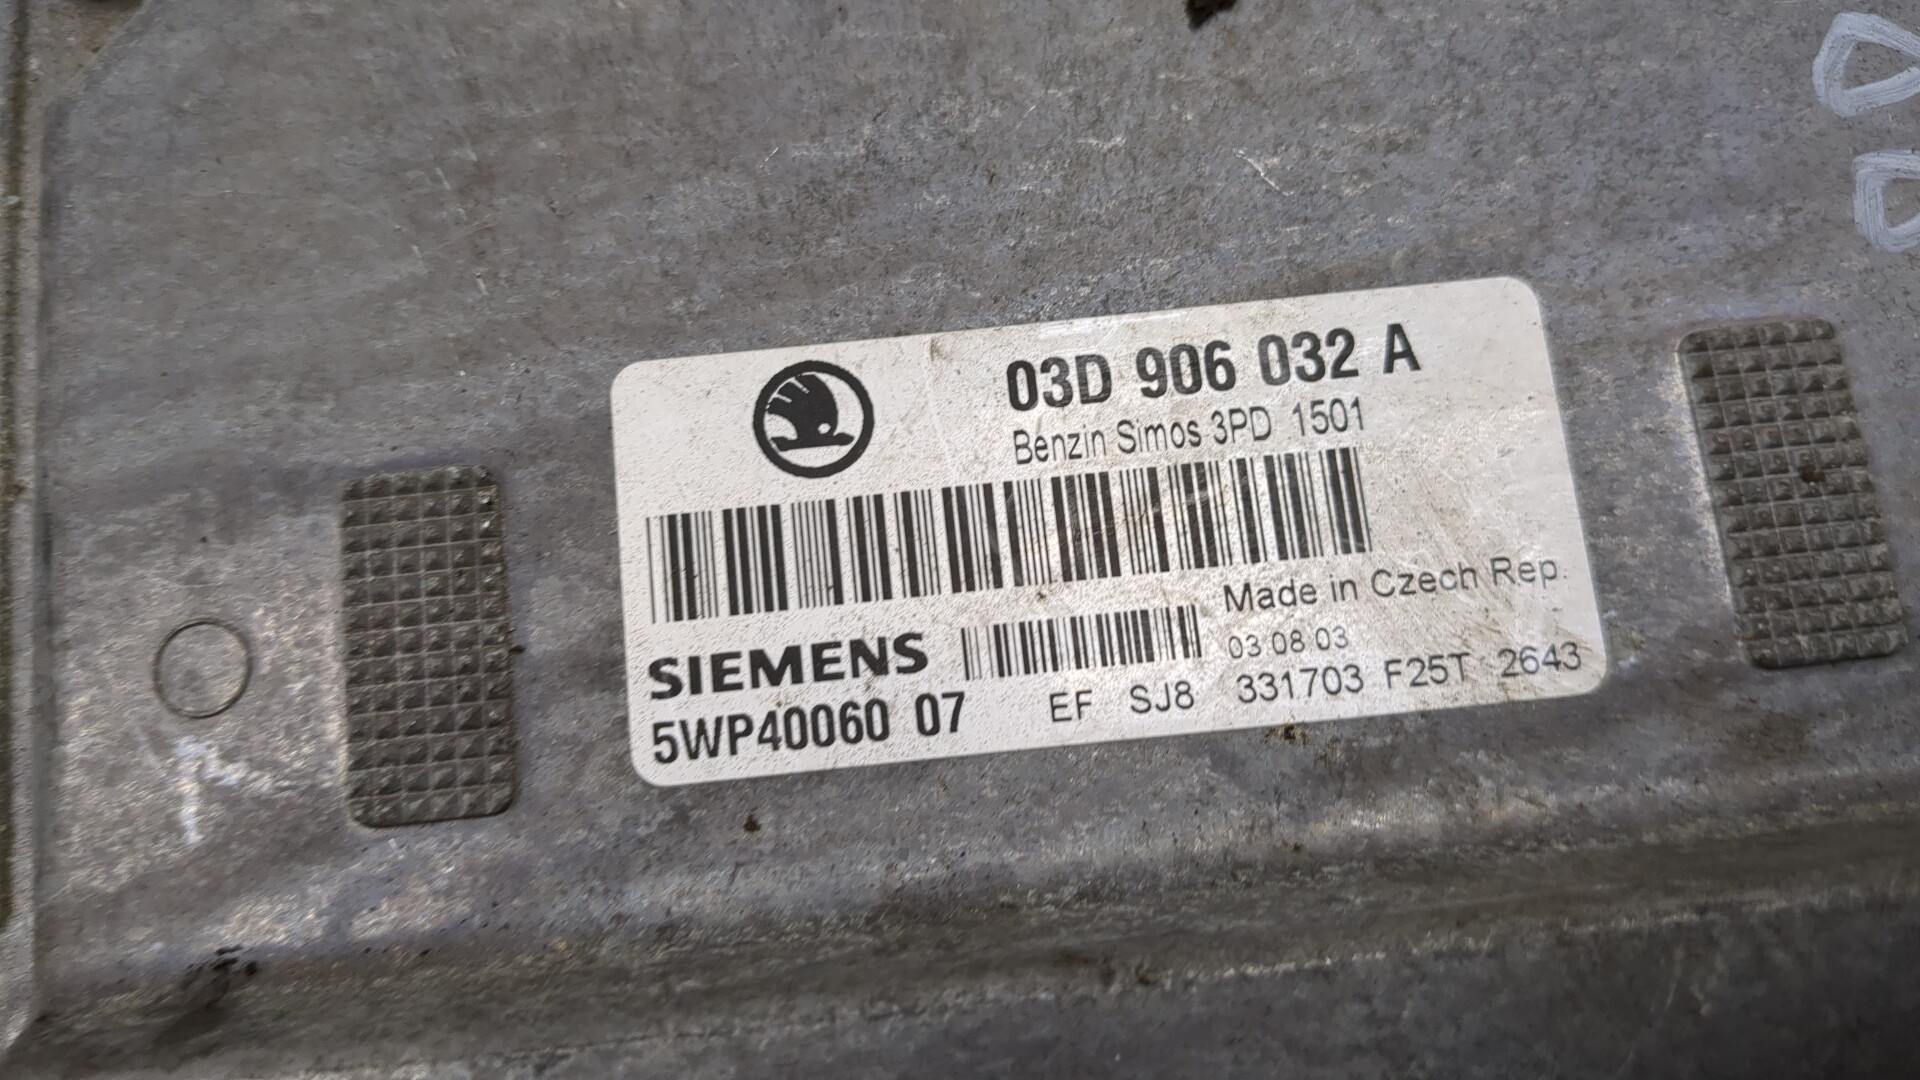 03D 906 032 A
Benzin Simos 3PD 1501
Made in Czech Rep.
SIEMENS 03 08 03
5WP40060 07 EF SJ8 331703 F25T 2643